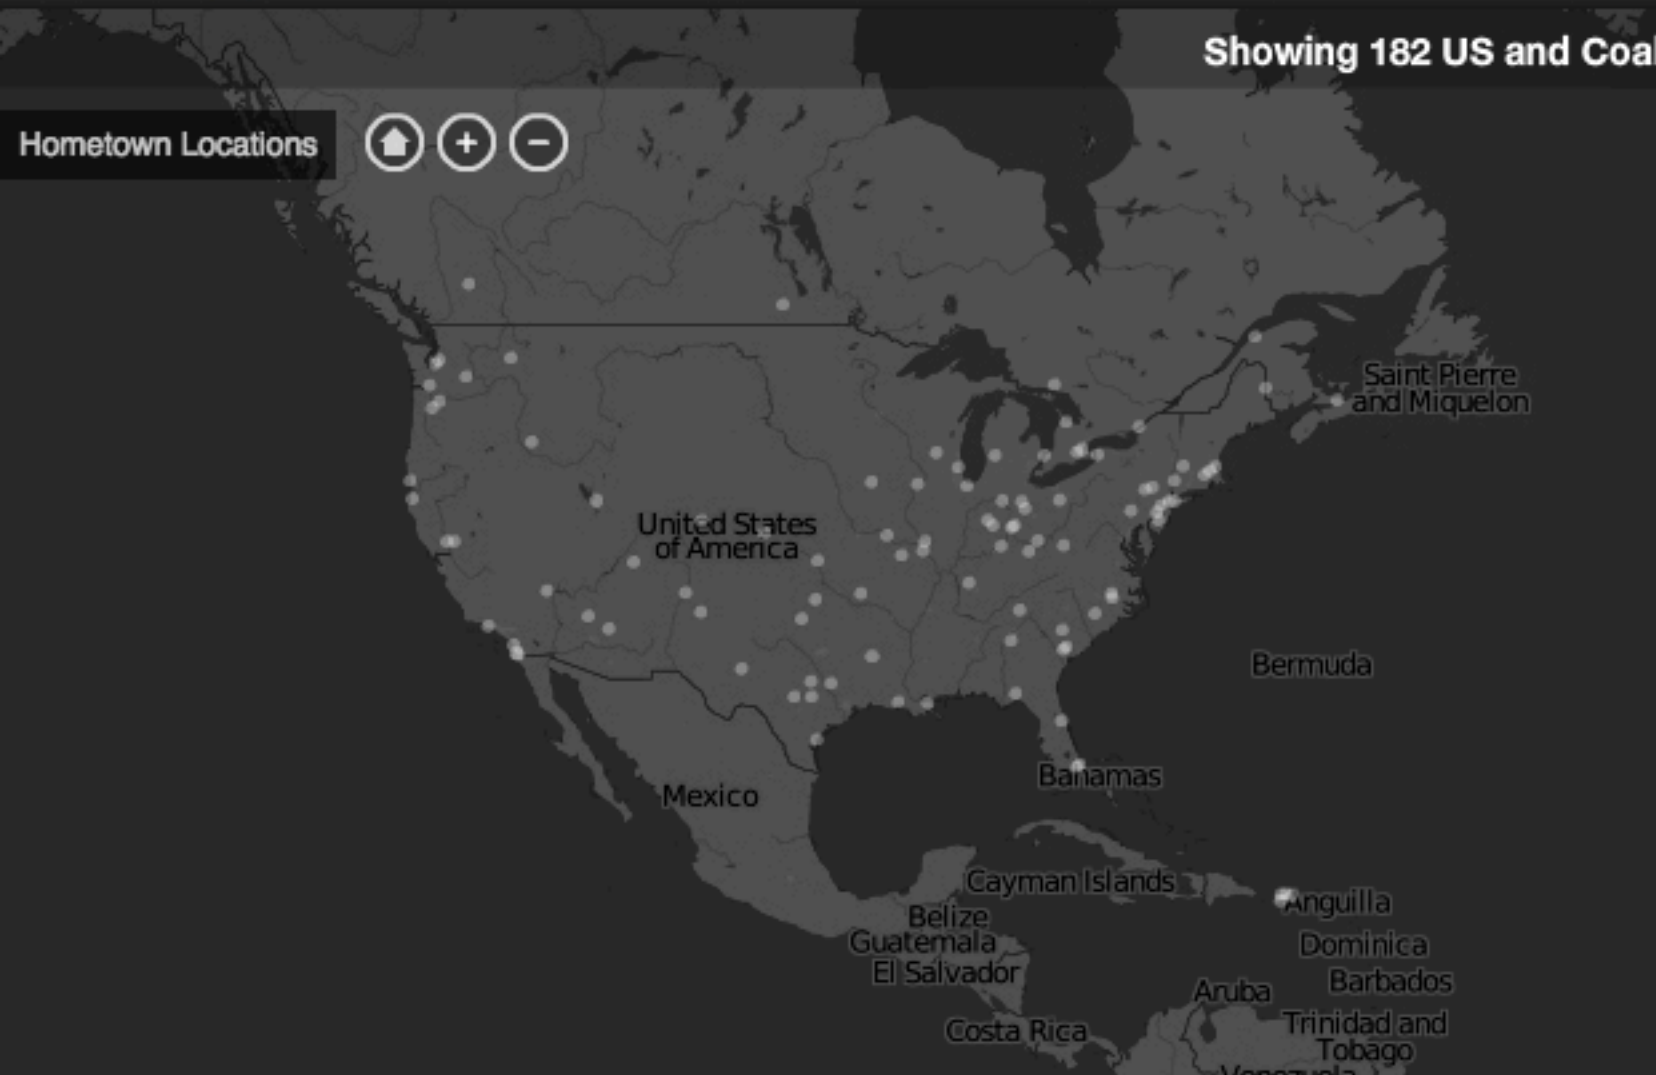 Showing 182 US and Coal
Hometown Locations
+
−
Saint Pierre
and Miquelon
United States
of America
Bermuda
Bahamas
Mexico
Cayman Islands
Anguilla
Belize
Guatemala
Dominica
El Salvador
Barbados
Aruba
Costa Rica
Trinidad and
Tobago
Venezuela